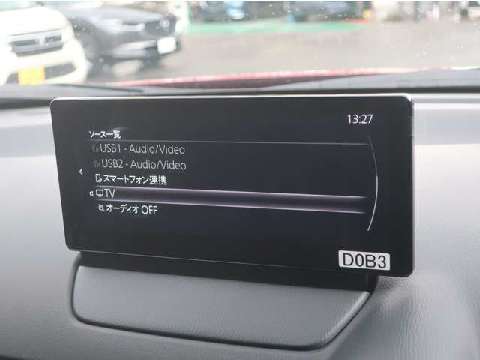 13:27
ソース一覧
USB1 - Audio/Video
USB2 - Audio/Video
スマートフォン連携
TV
オーディオ OFF
D0B3